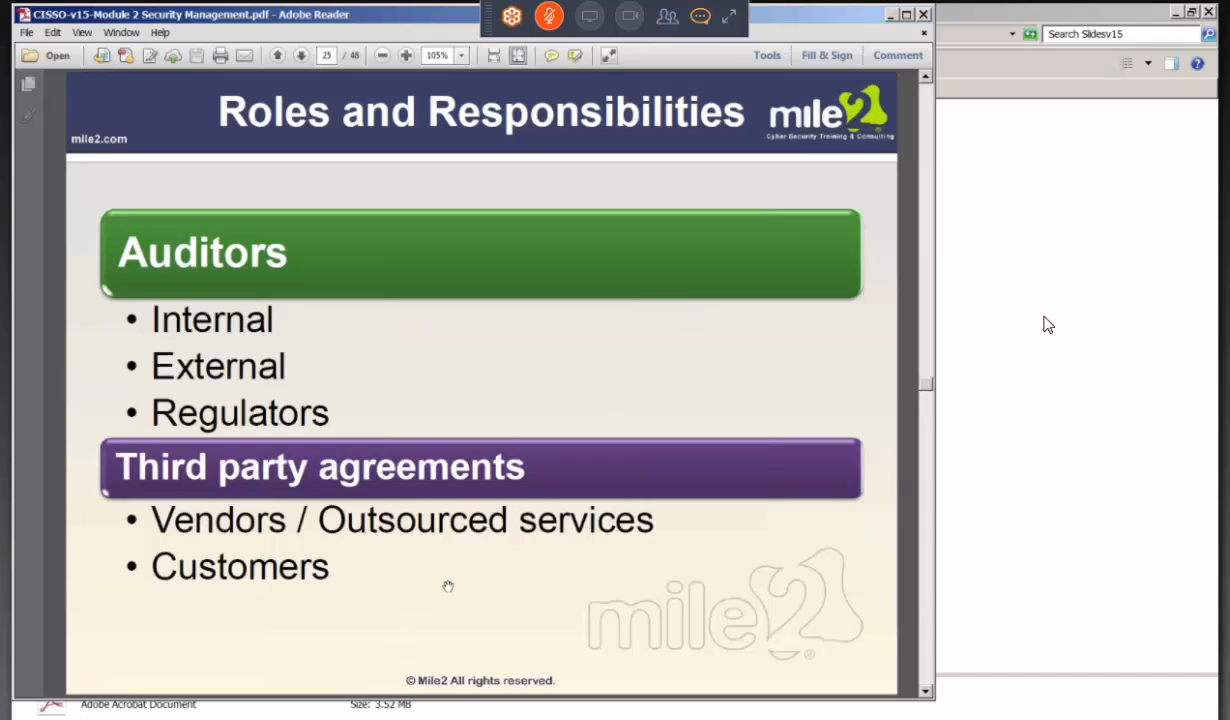 CISSO-v15-Module 2 Security Management.pdf - Adobe Reader
File Edit View Window Help
Search Slidesv15
Open 25 / 48 105% Tools Fill & Sign Comment
Roles and Responsibilities
mile2
Cyber Security Training & Consulting
mile2.com
Auditors
• Internal
• External
• Regulators
Third party agreements
• Vendors / Outsourced services
• Customers
mile2
© Mile2 All rights reserved.
Adobe Acrobat Document Size: 3.52 MB